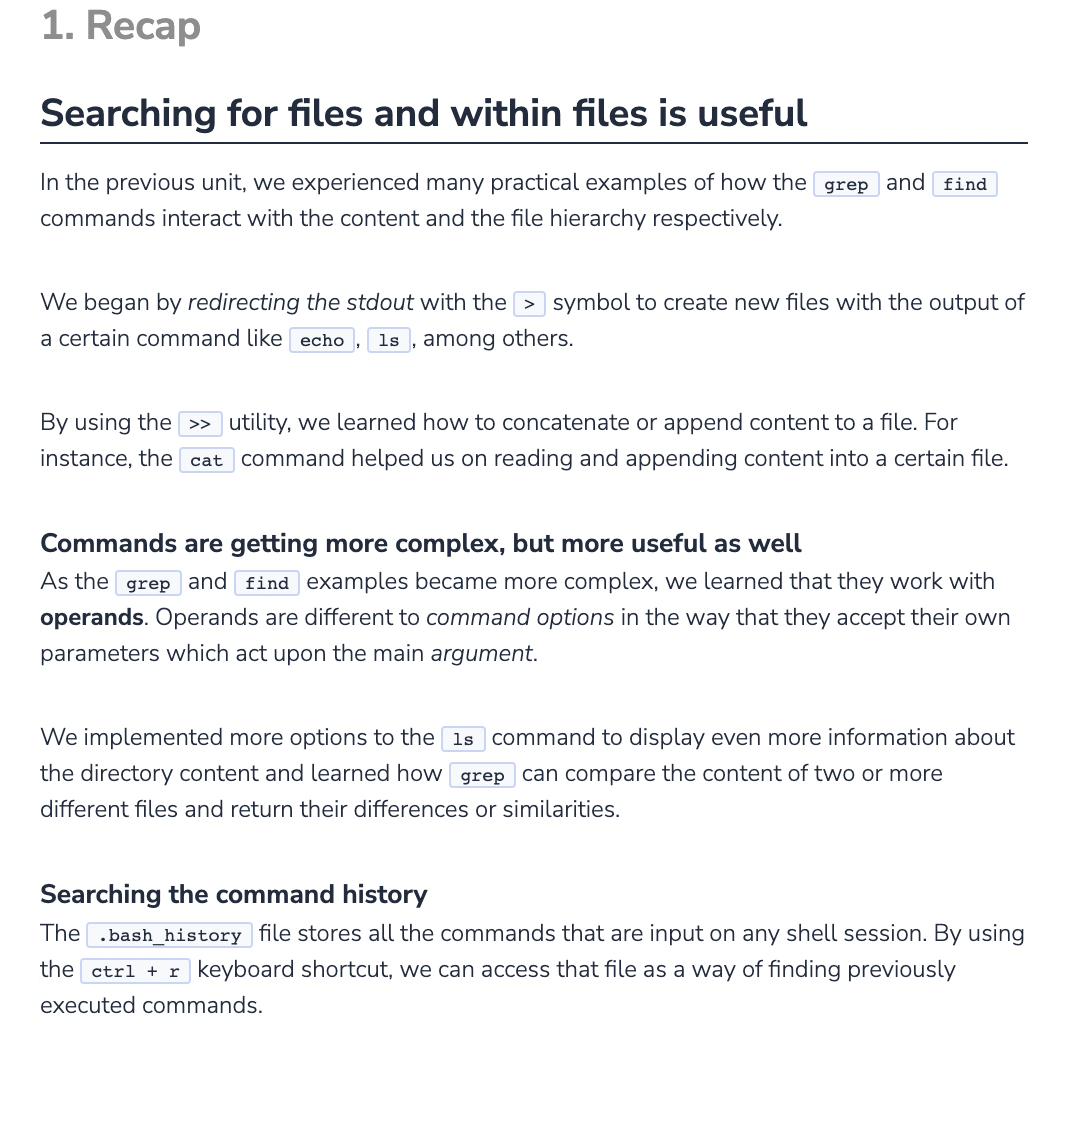 1. Recap
Searching for files and within files is useful
In the previous unit, we experienced many practical examples of how the grep and find
commands interact with the content and the file hierarchy respectively.
We began by redirecting the stdout with the > symbol to create new files with the output of
a certain command like echo, ls, among others.
By using the >> utility, we learned how to concatenate or append content to a file. For
instance, the cat command helped us on reading and appending content into a certain file.
Commands are getting more complex, but more useful as well
As the grep and find examples became more complex, we learned that they work with
operands. Operands are different to command options in the way that they accept their own
parameters which act upon the main argument.
We implemented more options to the ls command to display even more information about
the directory content and learned how grep can compare the content of two or more
different files and return their differences or similarities.
Searching the command history
The .bash_history file stores all the commands that are input on any shell session. By using
the ctrl + r keyboard shortcut, we can access that file as a way of finding previously
executed commands.